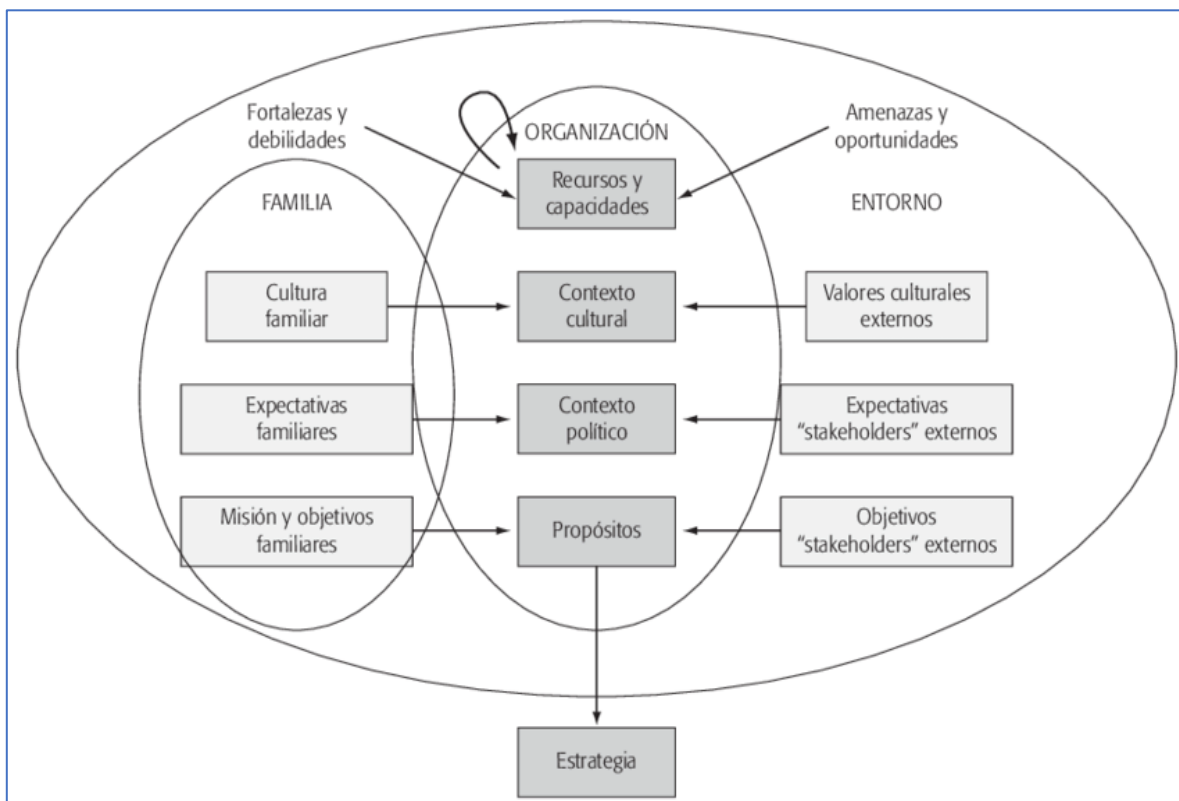 Fortalezas y
debilidades
ORGANIZACIÓN
Amenazas y
oportunidades
Recursos y
capacidades
FAMILIA
ENTORNO
Cultura
familiar
Contexto
cultural
Valores culturales
externos
Expectativas
familiares
Contexto
político
Expectativas
“stakeholders” externos
Misión y objetivos
familiares
Propósitos
Objetivos
“stakeholders” externos
Estrategia